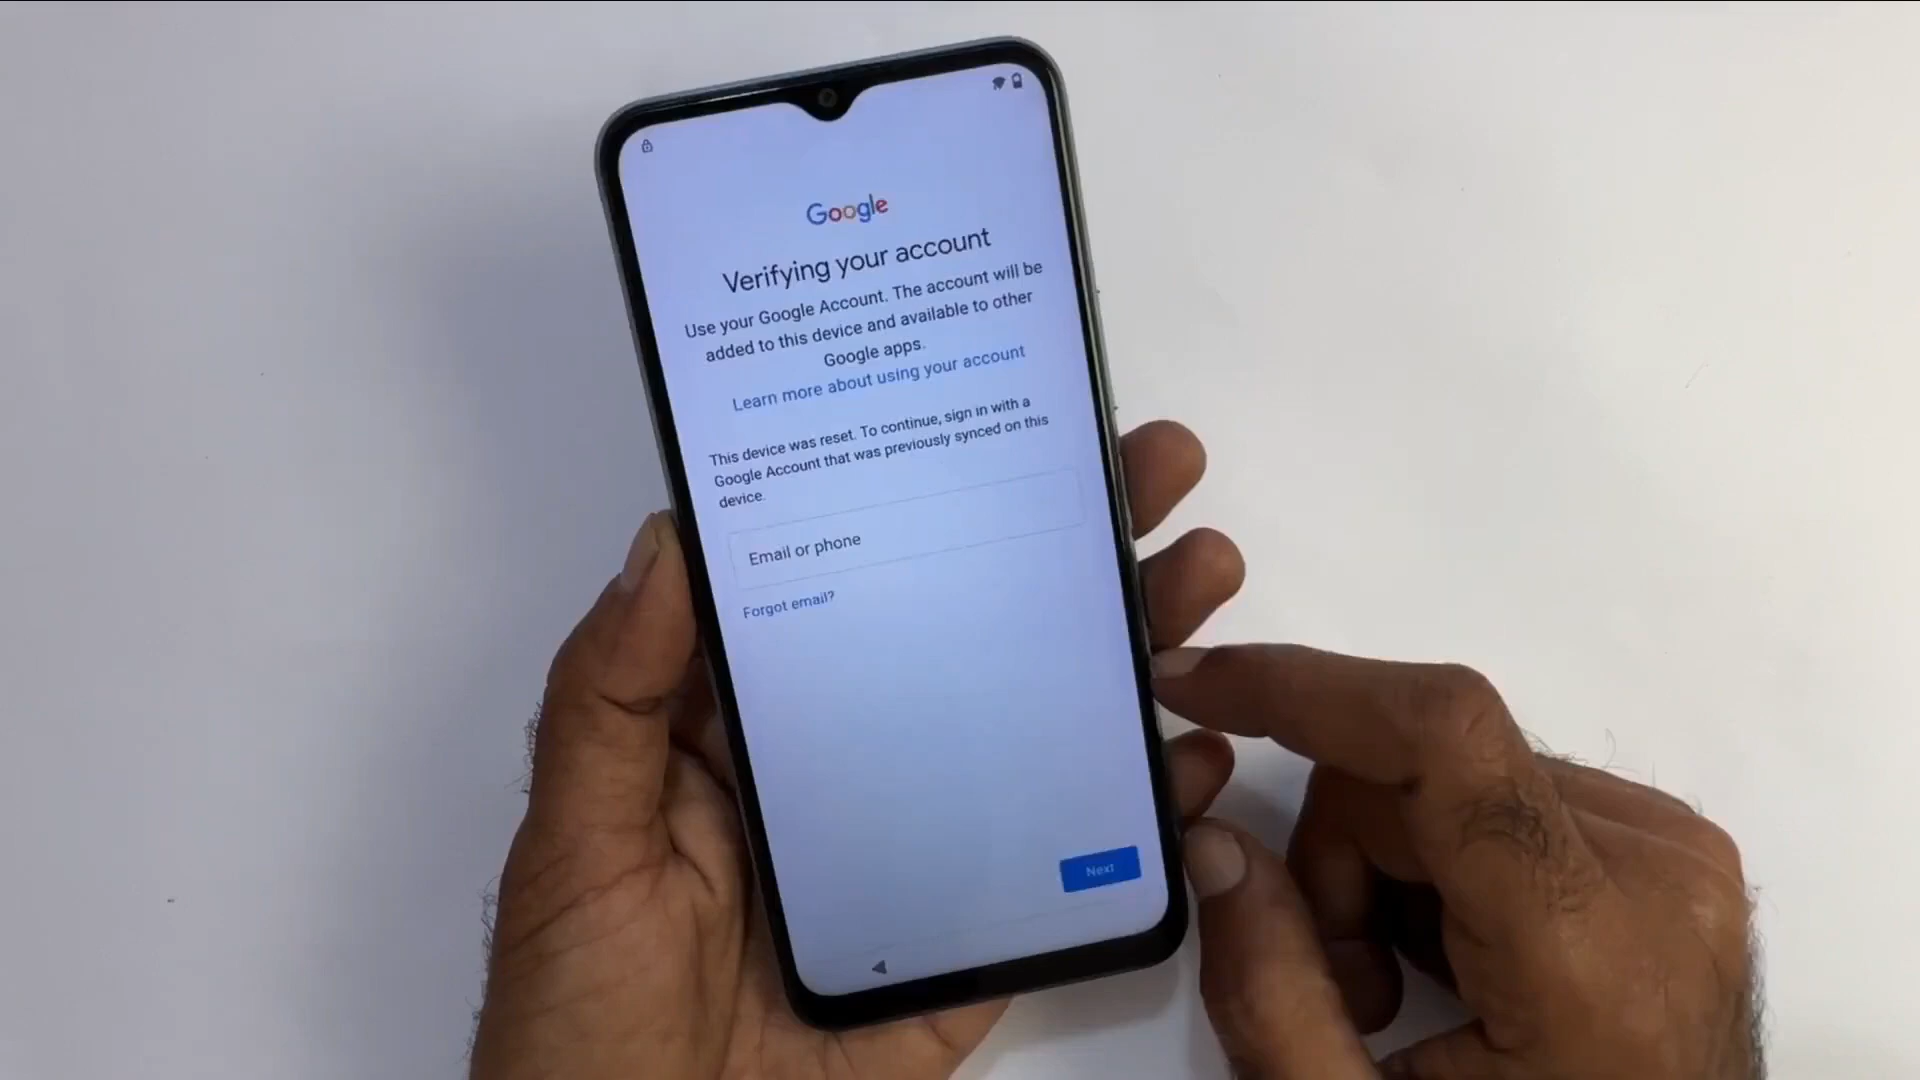 Google
Verifying your account
Use your Google Account. The account will be
added to this device and available to other
Google apps.
Learn more about using your account
This device was reset. To continue, sign in with a
Google Account that was previously synced on this
device.
Email or phone
Forgot email?
Next